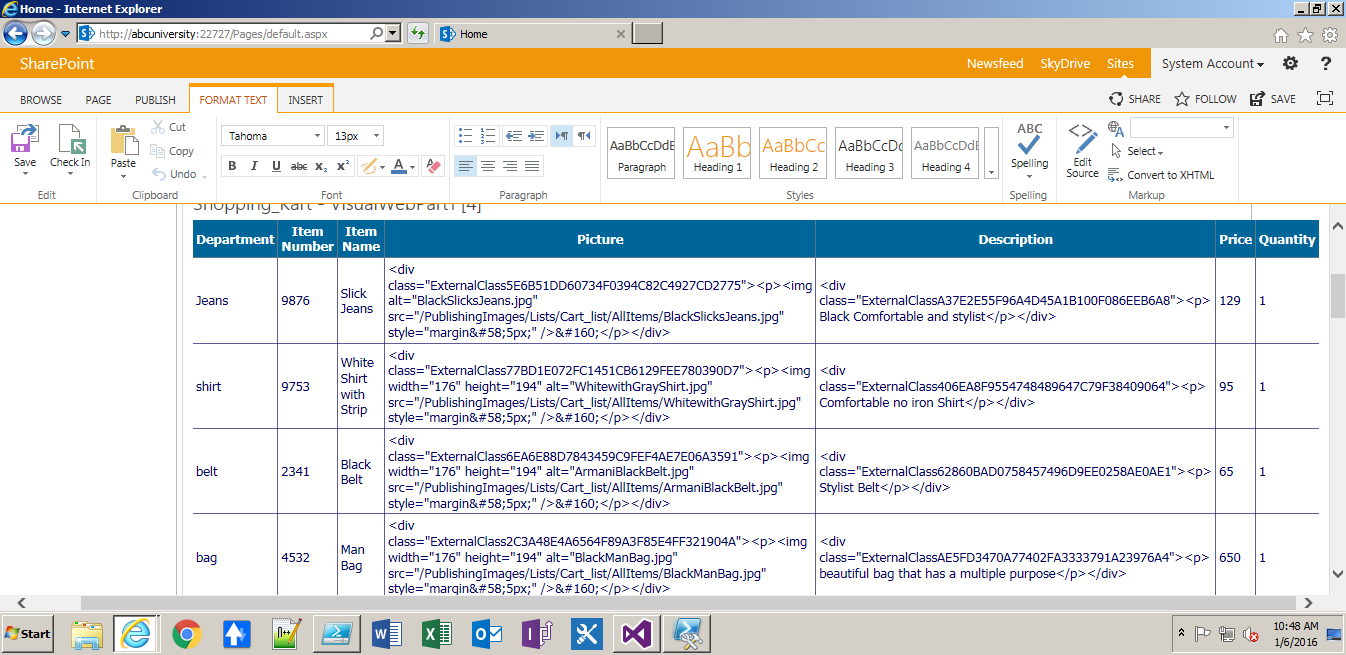 Home - Internet Explorer
http://abcuniversity:22727/Pages/default.aspx
Home
SharePoint
Newsfeed SkyDrive Sites System Account ?
BROWSE PAGE PUBLISH FORMAT TEXT INSERT
SHARE FOLLOW SAVE
Save
Check In
Paste
Cut
Copy
Undo
Tahoma 13px
B I U abc X₂ X²
A
AaBbCcDdE
Paragraph
AaBb
Heading 1
AaBbCc
Heading 2
AaBbCcDc
Heading 3
AaBbCcDdE
Heading 4
ABC
Spelling
Edit
Source
Select
Convert to XHTML
Edit Clipboard Font Paragraph Styles Spelling Markup
Shopping_Kart - VisualWebPart1 [4]
Department Item Number Item Name Picture Description Price Quantity
Jeans
9876
Slick
Jeans
<div
class="ExternalClass5E6B51DD60734F0394C82C4927CD2775"><p><img
alt="BlackSlicksJeans.jpg"
src="/PublishingImages/Lists/Cart_list/AllItems/BlackSlicksJeans.jpg"
style="margin&#58;5px;" />&#160;</p></div>
<div
class="ExternalClassA37E2E55F96A4D45A1B100F086EEB6A8"><p>
Black Comfortable and stylist</p></div>
129
1
shirt
9753
White
Shirt
with
Strip
<div
class="ExternalClass77BD1E072FC1451CB6129FEE780390D7"><p><img
width="176" height="194" alt="WhitewithGrayShirt.jpg"
src="/PublishingImages/Lists/Cart_list/AllItems/WhitewithGrayShirt.jpg"
style="margin&#58;5px;" />&#160;</p></div>
<div
class="ExternalClass406EA8F9554748489647C79F38409064"><p>
Comfortable no iron Shirt</p></div>
95
1
belt
2341
Black
Belt
<div
class="ExternalClass6EA6E88D7843459C9FEF4AE7E06A3591"><p><img
width="176" height="194" alt="ArmaniBlackBelt.jpg"
src="/PublishingImages/Lists/Cart_list/AllItems/ArmaniBlackBelt.jpg"
style="margin&#58;5px;" />&#160;</p></div>
<div
class="ExternalClass62860BAD0758457496D9EE0258AE0AE1"><p>
Stylist Belt</p></div>
65
1
bag
4532
Man
Bag
<div
class="ExternalClass2C3A48E4A6564F89A3F85E4FF321904A"><p><img
width="176" height="194" alt="BlackManBag.jpg"
src="/PublishingImages/Lists/Cart_list/AllItems/BlackManBag.jpg"
style="margin&#58;5px;" />&#160;</p></div>
<div
class="ExternalClassAE5FD3470A77402FA3333791A23976A4"><p>
beautiful bag that has a multiple purpose</p></div>
650
1
Start
10:48 AM
1/6/2016